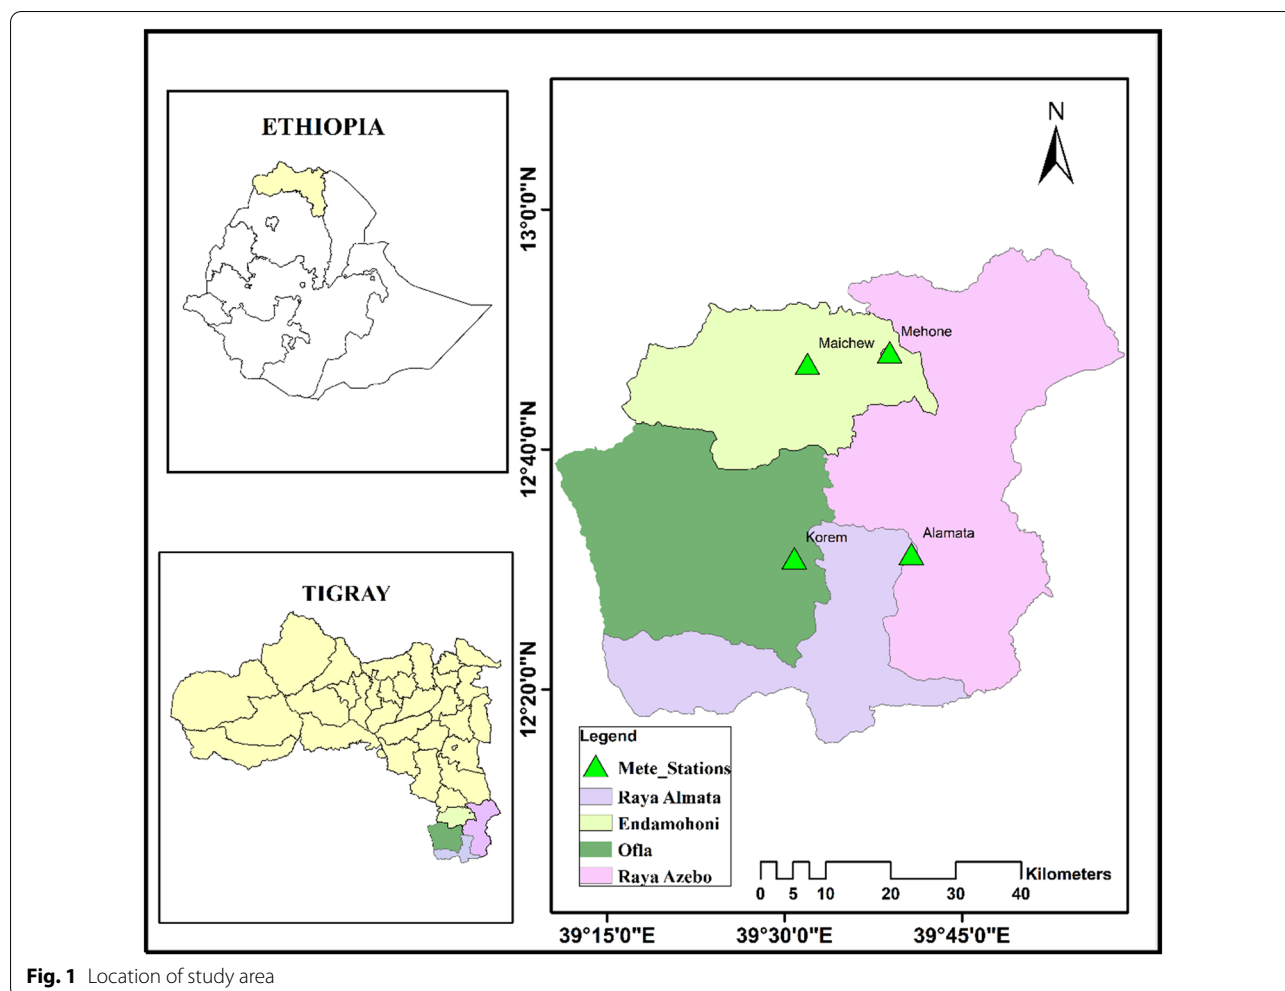 ETHIOPIA
TIGRAY
N
13°0'0"N
12°40'0"N
12°20'0"N
Maichew
Mehone
Korem
Alamata
Legend
Mete_Stations
Raya Almata
Endamohoni
Ofla
Raya Azebo
Kilometers
0 5 10 20 30 40
39°15'0"E 39°30'0"E 39°45'0"E
Fig. 1 Location of study area